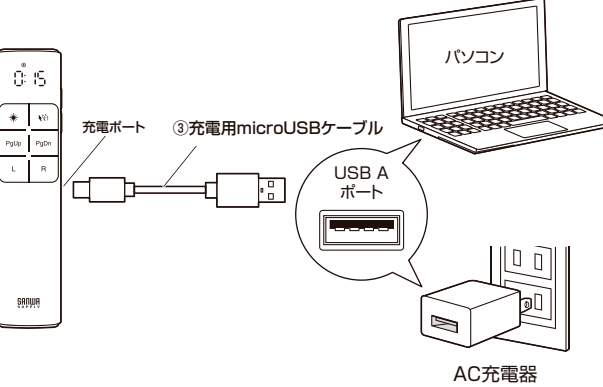 0:15
PgUp PgDn
L R
SANWA
SUPPLY
充電ポート
③充電用microUSBケーブル
パソコン
USB A
ポート
AC充電器